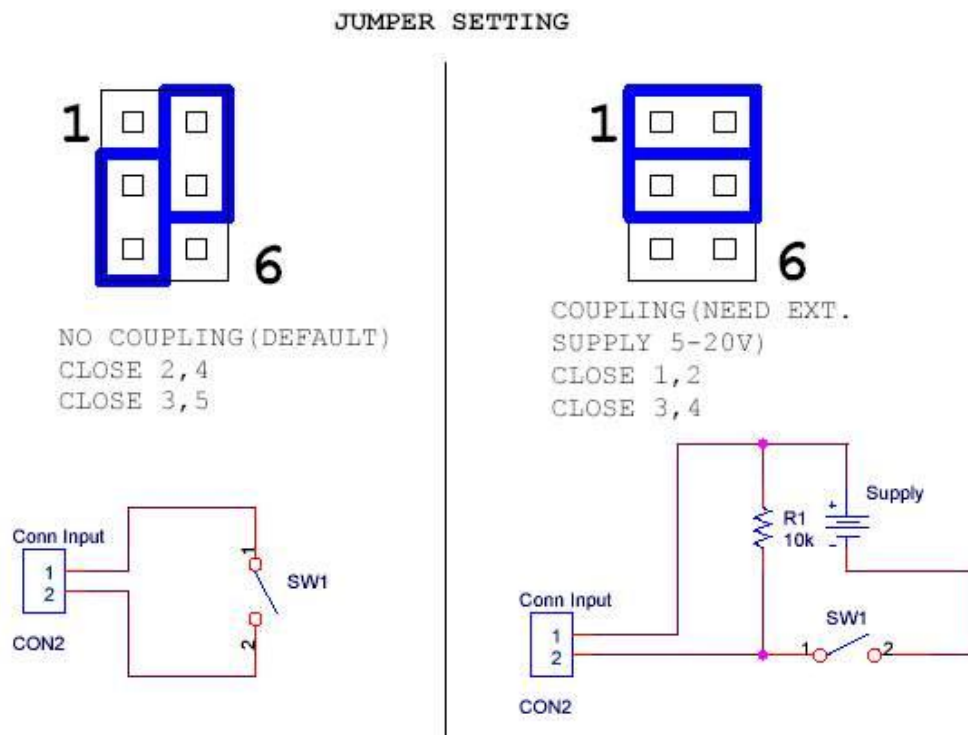 JUMPER SETTING
1
6
NO COUPLING(DEFAULT)
CLOSE 2,4
CLOSE 3,5
Conn Input
1
2
CON2
1
SW1
2
1
6
COUPLING(NEED EXT.
SUPPLY 5-20V)
CLOSE 1,2
CLOSE 3,4
R1
10k
+
-
Supply
Conn Input
1
2
CON2
SW1
1
2